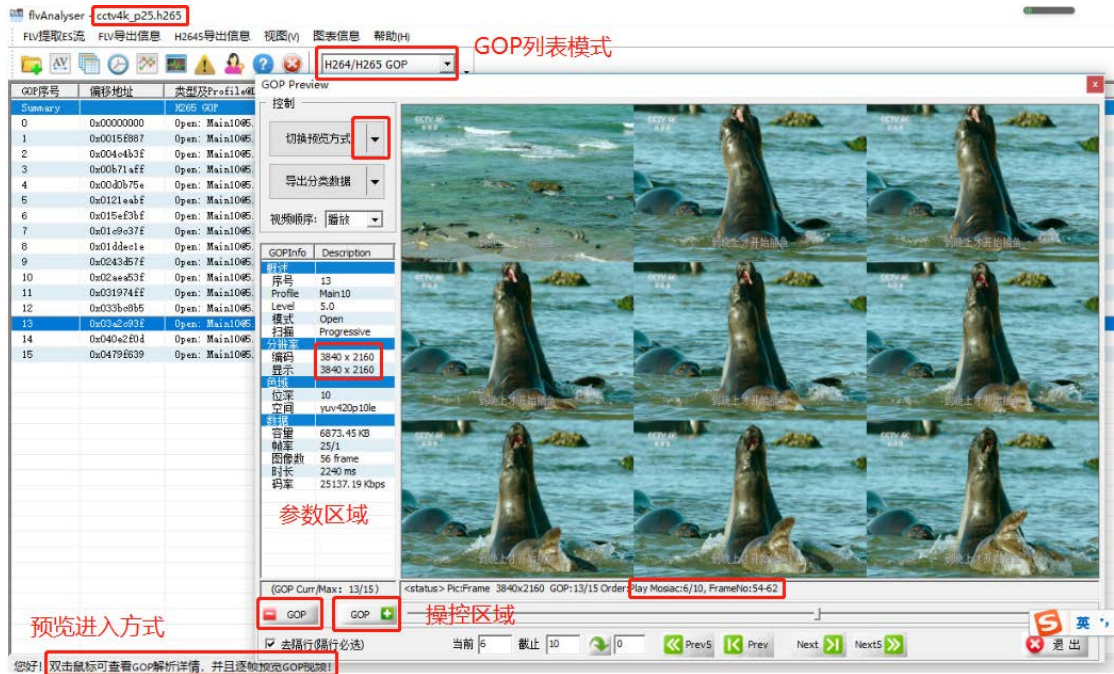 flvAnalyser - cctv4k_p25.h265
FLV提取ES流 FLV导出信息 H2645导出信息 视图(V) 图表信息 帮助(H)
H264/H265 GOP
GOP列表模式
GOP序号 偏移地址 类型及Profile@L
Summary H265 GOP
0 0x00000000 Open: Main10@5.
1 0x0015f887 Open: Main10@5.
2 0x004c4b3f Open: Main10@5.
3 0x00b71aff Open: Main10@5.
4 0x00d0b75e Open: Main10@5.
5 0x0121eabf Open: Main10@5.
6 0x015ef3bf Open: Main10@5.
7 0x01c9c37f Open: Main10@5.
8 0x01ddec1e Open: Main10@5.
9 0x0243d57f Open: Main10@5.
10 0x02aea53f Open: Main10@5.
11 0x031974ff Open: Main10@5.
12 0x033bc8b5 Open: Main10@5.
13 0x03a2c93f Open: Main10@5.
14 0x040e2f0d Open: Main10@5.
15 0x0479f639 Open: Main10@5.
GOP Preview
控制
切换预览方式
导出分类数据
视频顺序: 播放
GOPInfo Description
概述
序号 13
Profile Main10
Level 5.0
模式 Open
扫描 Progressive
分辨率
编码 3840 x 2160
显示 3840 x 2160
色域
位深 10
空间 yuv420p10le
数据
容量 6873.45 KB
帧率 25/1
图像数 56 frame
时长 2240 ms
码率 25137.19 Kbps
参数区域
(GOP Curr/Max: 13/15)
CCTV 4K
到晚上才开始捕鱼
<status> Pic:Frame 3840x2160 GOP:13/15 Order:Play Mosiac:6/10, FrameNo:54-62
GOP GOP
操控区域
去隔行(隔行必选) 当前 6 截止 10 0 Prev5 Prev Next Next5 退出
S 英
预览进入方式
您好! 双击鼠标可查看GOP解析详情, 并且逐帧预览GOP视频!